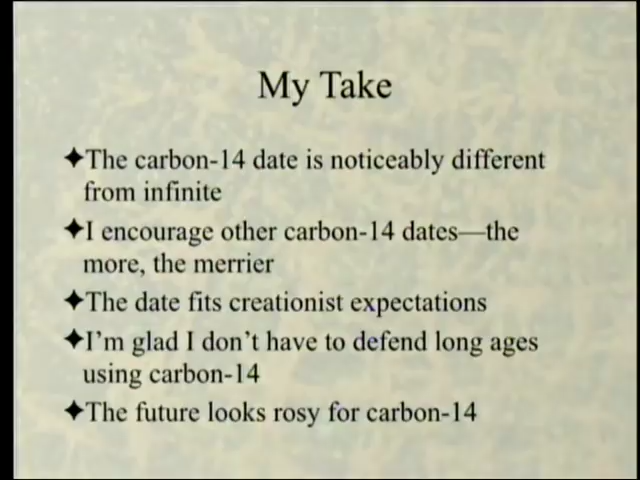 My Take
✦The carbon-14 date is noticeably different
from infinite
✦I encourage other carbon-14 dates—the
more, the merrier
✦The date fits creationist expectations
✦I'm glad I don't have to defend long ages
using carbon-14
✦The future looks rosy for carbon-14